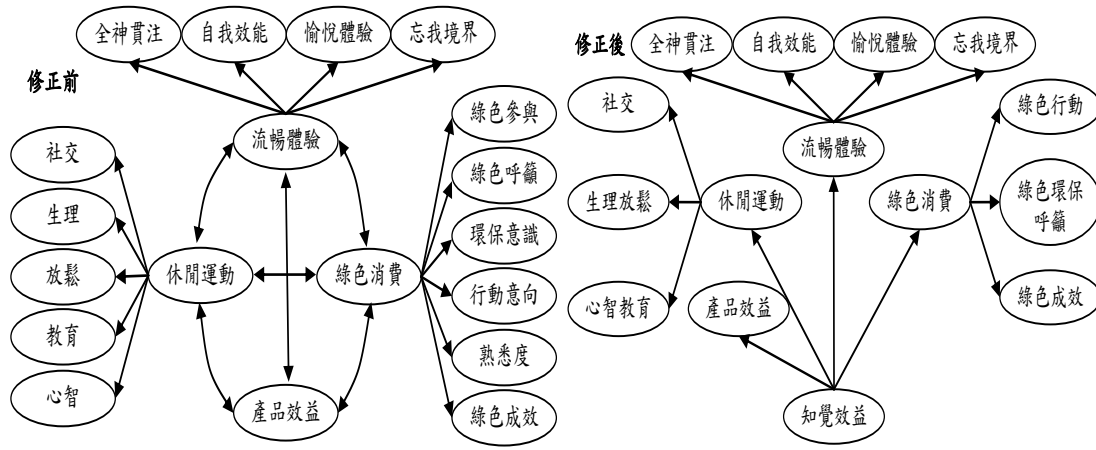 修正前
全神貫注
自我效能
愉悅體驗
忘我境界
流暢體驗
社交
生理
放鬆
教育
心智
休閒運動
綠色消費
綠色參與
綠色呼籲
環保意識
行動意向
熟悉度
綠色成效
產品效益
修正後
全神貫注
自我效能
愉悅體驗
忘我境界
流暢體驗
社交
生理放鬆
心智教育
休閒運動
綠色消費
綠色行動
綠色環保
呼籲
綠色成效
產品效益
知覺效益